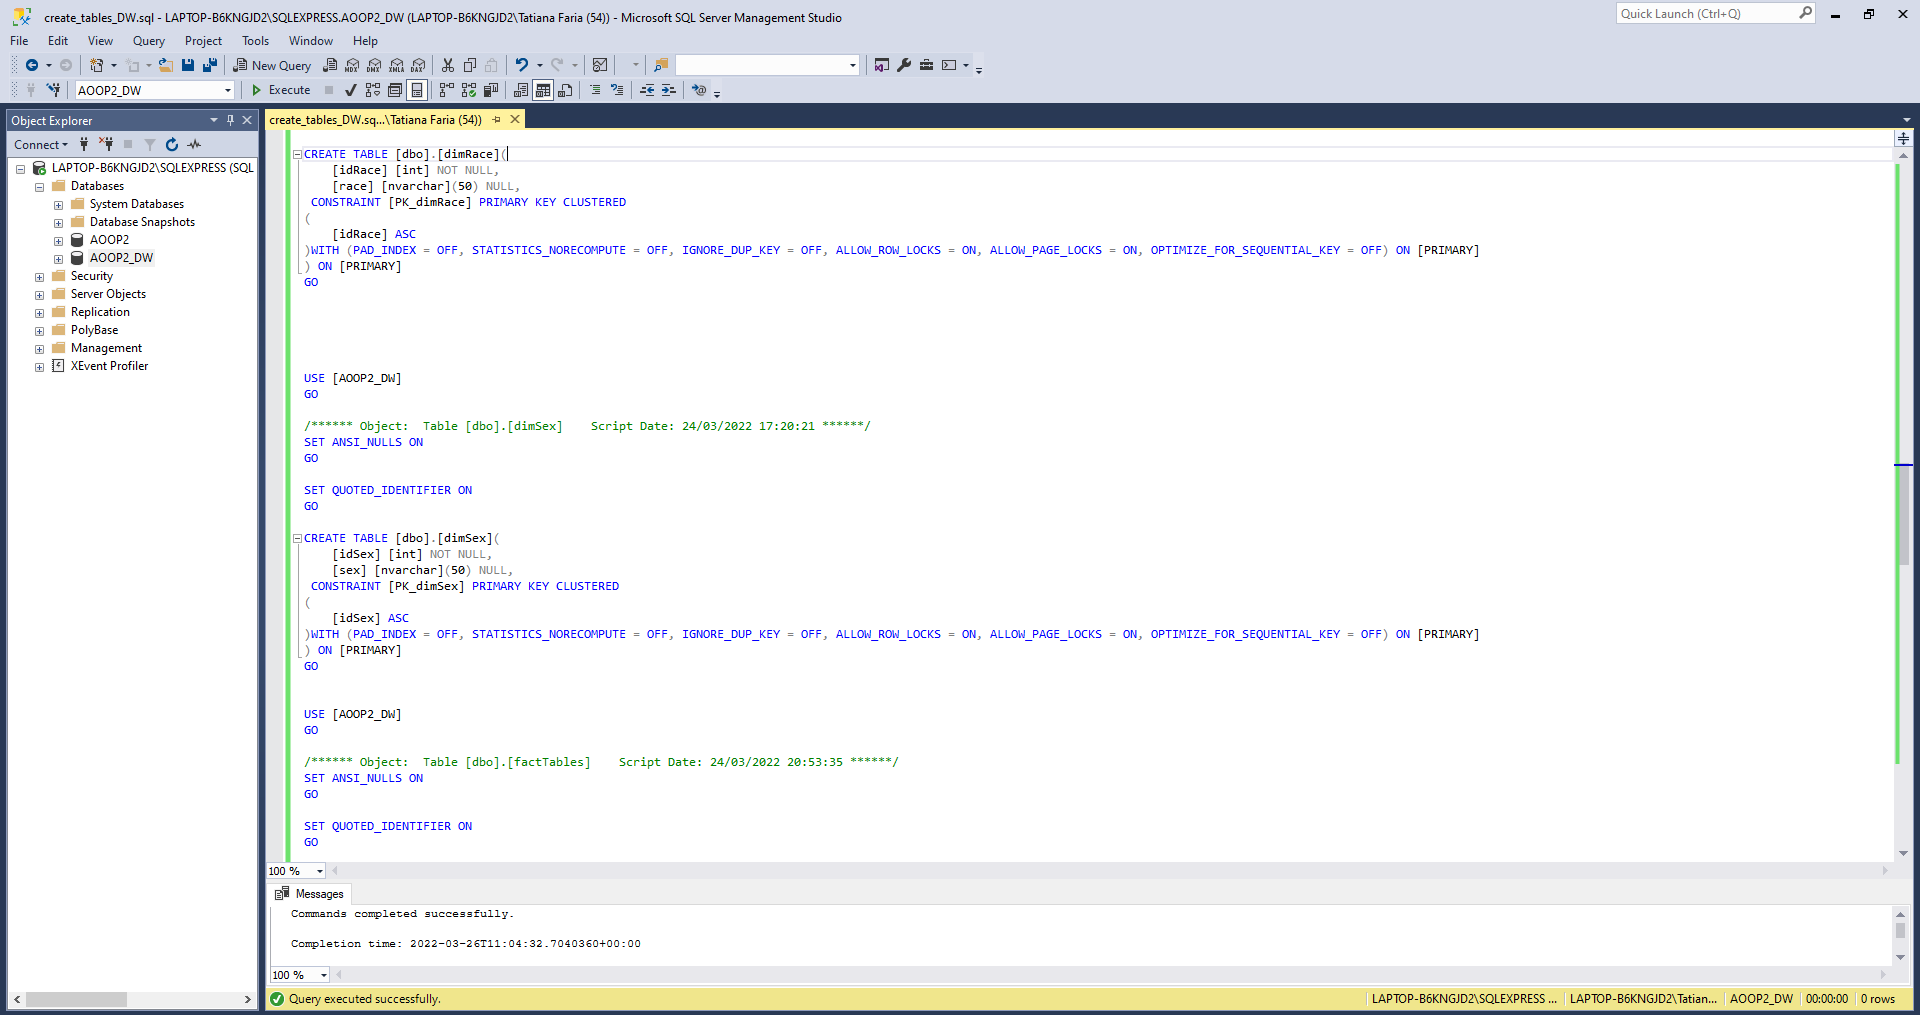 create_tables_DW.sql - LAPTOP-B6KNGJD2\SQLEXPRESS.AOOP2_DW (LAPTOP-B6KNGJD2\Tatiana Faria (54)) - Microsoft SQL Server Management Studio
Quick Launch (Ctrl+Q)
File Edit View Query Project Tools Window Help
New Query MDX DMX XMLA DAX
AOOP2_DW Execute
Object Explorer
create_tables_DW.sq...\Tatiana Faria (54))
Connect
LAPTOP-B6KNGJD2\SQLEXPRESS (SQL
Databases
System Databases
Database Snapshots
AOOP2
AOOP2_DW
Security
Server Objects
Replication
PolyBase
Management
XEvent Profiler
CREATE TABLE [dbo].[dimRace](
[idRace] [int] NOT NULL,
[race] [nvarchar](50) NULL,
CONSTRAINT [PK_dimRace] PRIMARY KEY CLUSTERED
(
[idRace] ASC
)WITH (PAD_INDEX = OFF, STATISTICS_NORECOMPUTE = OFF, IGNORE_DUP_KEY = OFF, ALLOW_ROW_LOCKS = ON, ALLOW_PAGE_LOCKS = ON, OPTIMIZE_FOR_SEQUENTIAL_KEY = OFF) ON [PRIMARY]
) ON [PRIMARY]
GO
USE [AOOP2_DW]
GO
/****** Object:  Table [dbo].[dimSex]    Script Date: 24/03/2022 17:20:21 ******/
SET ANSI_NULLS ON
GO
SET QUOTED_IDENTIFIER ON
GO
CREATE TABLE [dbo].[dimSex](
[idSex] [int] NOT NULL,
[sex] [nvarchar](50) NULL,
CONSTRAINT [PK_dimSex] PRIMARY KEY CLUSTERED
(
[idSex] ASC
)WITH (PAD_INDEX = OFF, STATISTICS_NORECOMPUTE = OFF, IGNORE_DUP_KEY = OFF, ALLOW_ROW_LOCKS = ON, ALLOW_PAGE_LOCKS = ON, OPTIMIZE_FOR_SEQUENTIAL_KEY = OFF) ON [PRIMARY]
) ON [PRIMARY]
GO
USE [AOOP2_DW]
GO
/****** Object:  Table [dbo].[factTables]    Script Date: 24/03/2022 20:53:35 ******/
SET ANSI_NULLS ON
GO
SET QUOTED_IDENTIFIER ON
GO
100 %
Messages
Commands completed successfully.
Completion time: 2022-03-26T11:04:32.7040360+00:00
100 %
Query executed successfully.
LAPTOP-B6KNGJD2\SQLEXPRESS ... LAPTOP-B6KNGJD2\Tatian... AOOP2_DW 00:00:00 0 rows